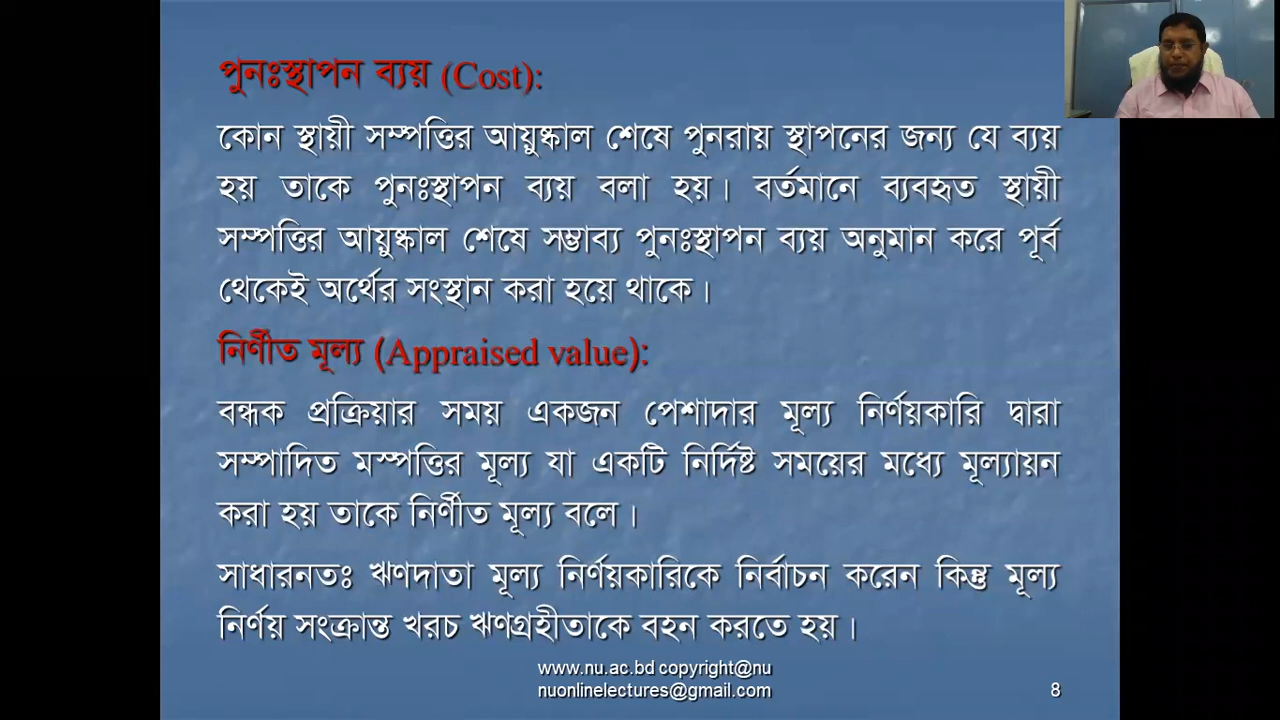 পুনঃস্থাপন ব্যয় (Cost):
কোন স্থায়ী সম্পত্তির আয়ুষ্কাল শেষে পুনরায় স্থাপনের জন্য যে ব্যয়
হয় তাকে পুনঃস্থাপন ব্যয় বলা হয়। বর্তমানে ব্যবহৃত স্থায়ী
সম্পত্তির আয়ুষ্কাল শেষে সম্ভাব্য পুনঃস্থাপন ব্যয় অনুমান করে পূর্ব
থেকেই অর্থের সংস্থান করা হয়ে থাকে।
নির্ণীত মূল্য (Appraised value):
বন্ধক প্রক্রিয়ার সময় একজন পেশাদার মূল্য নির্ণয়কারি দ্বারা
সম্পাদিত মস্পত্তির মূল্য যা একটি নির্দিষ্ট সময়ের মধ্যে মূল্যায়ন
করা হয় তাকে নির্ণীত মূল্য বলে।
সাধারনতঃ ঋণদাতা মূল্য নির্ণয়কারিকে নির্বাচন করেন কিন্তু মূল্য
নির্ণয় সংক্রান্ত খরচ ঋণগ্রহীতাকে বহন করতে হয়।
www.nu.ac.bd copyright@nu
nuonlinelectures@gmail.com
8